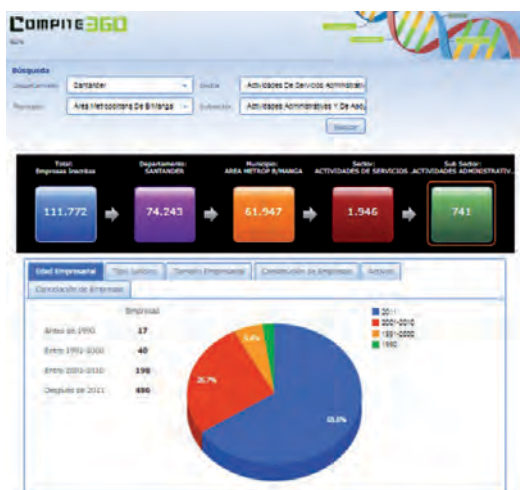 COMPITE360
Búsqueda
Departamento Santander Sector Actividades De Servicios Administrativ
Municipio Area Metropolitana De B/Manga Subsector Actividades Administrativas Y De Apoy
Buscar
Total: Empresas Inscritas
Departamento: SANTANDER
Municipio: AREA METROP B/MANGA
Sector: ACTIVIDADES DE SERVICIOS
Sub Sector: ACTIVIDADES ADMINISTRATIV...
111.772 74.243 61.947 1.946 741
Edad Empresarial Tipo Jurídico Tamaño Empresarial Constitución de Empresas Activos
Cancelación de Empresas
Empresas
Antes de 1990 17
Entre 1991-2000 40
Entre 2001-2010 198
Después de 2011 486
2011
2001-2010
1991-2000
1990
5,4%
26,7%
65,6%